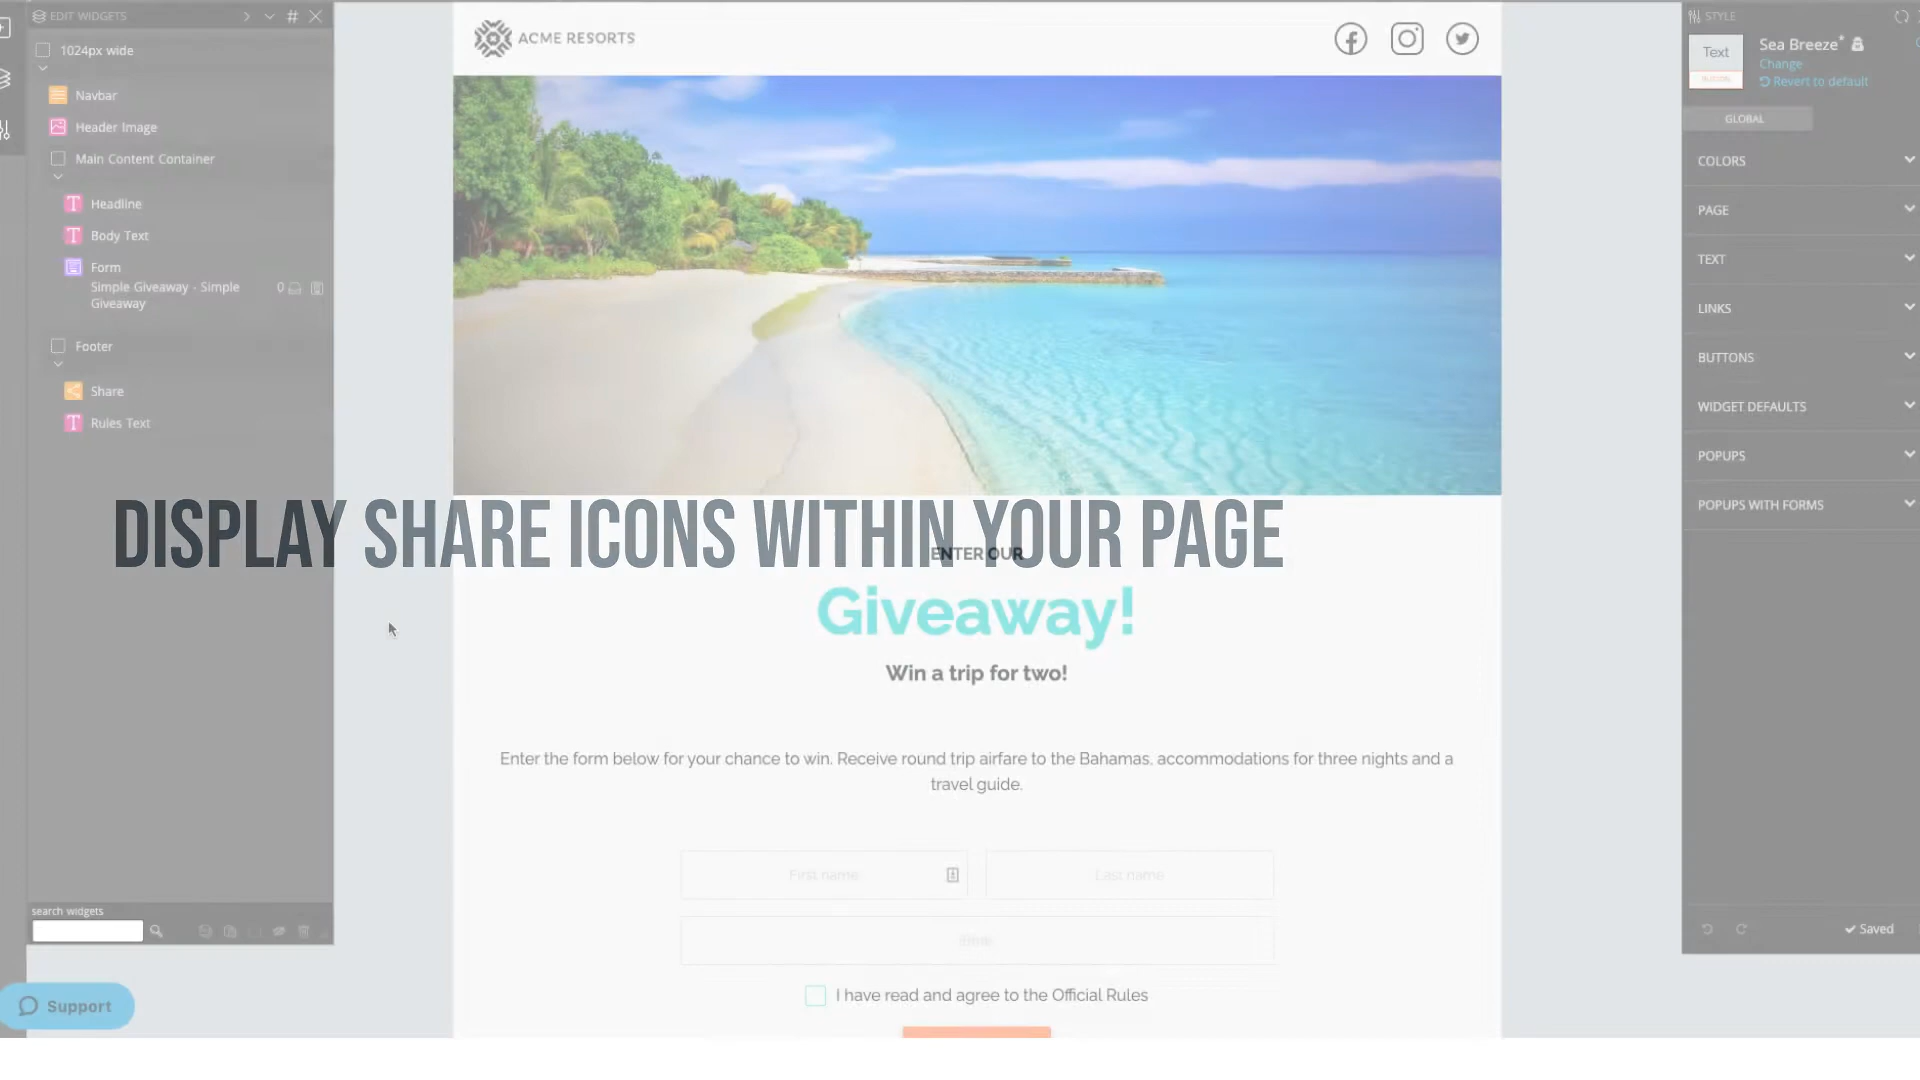 EDIT WIDGETS
1024px wide
Navbar
Header Image
Main Content Container
Headline
Body Text
Form
Simple Giveaway - Simple
Giveaway
0
Footer
Share
Rules Text
search widgets
Support
ACME RESORTS
DISPLAY SHARE ICONS WITHIN YOUR PAGE
ENTER OUR
Giveaway!
Win a trip for two!
Enter the form below for your chance to win. Receive round trip airfare to the Bahamas, accommodations for three nights and a
travel guide.
First name
Last name
I have read and agree to the Official Rules
STYLE
Text
Sea Breeze*
Change
Revert to default
GLOBAL
COLORS
PAGE
TEXT
LINKS
BUTTONS
WIDGET DEFAULTS
POPUPS
POPUPS WITH FORMS
Saved